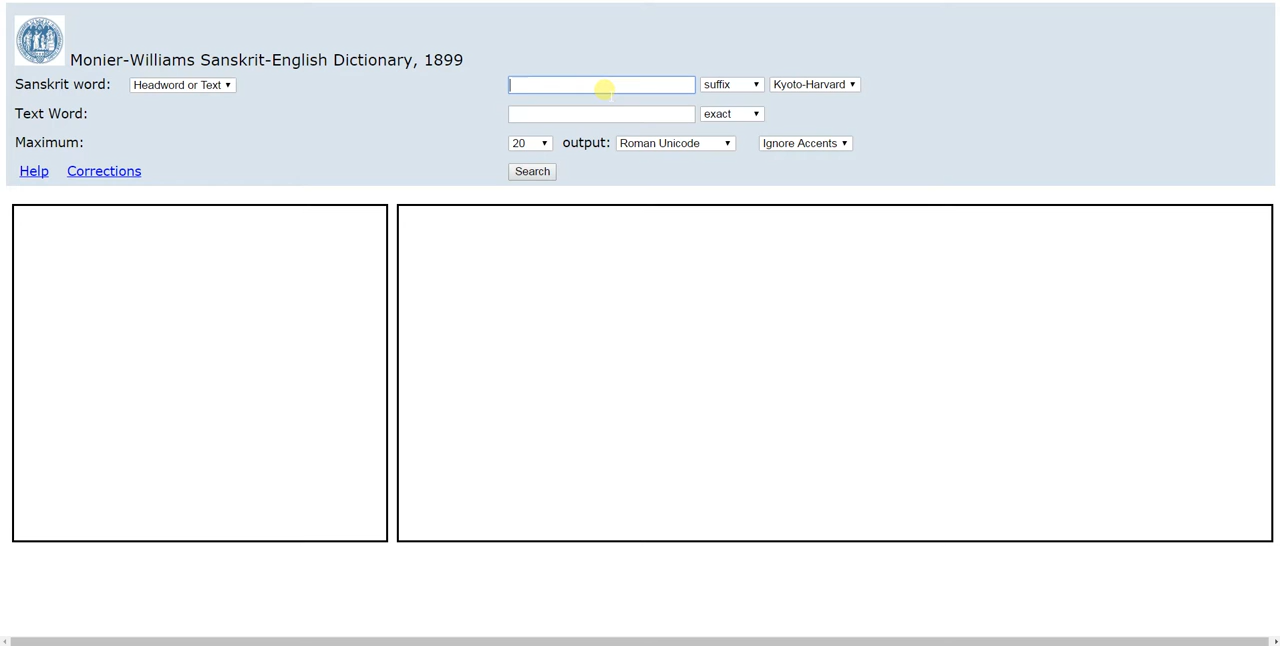 Monier-Williams Sanskrit-English Dictionary, 1899
Sanskrit word: Headword or Text suffix Kyoto-Harvard
Text Word: exact
Maximum: 20 output: Roman Unicode Ignore Accents
Help Corrections Search